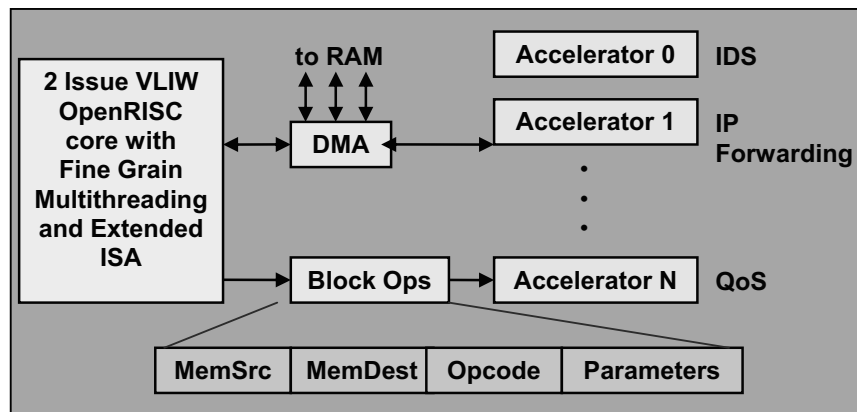 2 Issue VLIW
OpenRISC
core with
Fine Grain
Multithreading
and Extended
ISA
to RAM
DMA
Block Ops
Accelerator 0
IDS
Accelerator 1
IP
Forwarding
Accelerator N
QoS
MemSrc
MemDest
Opcode
Parameters